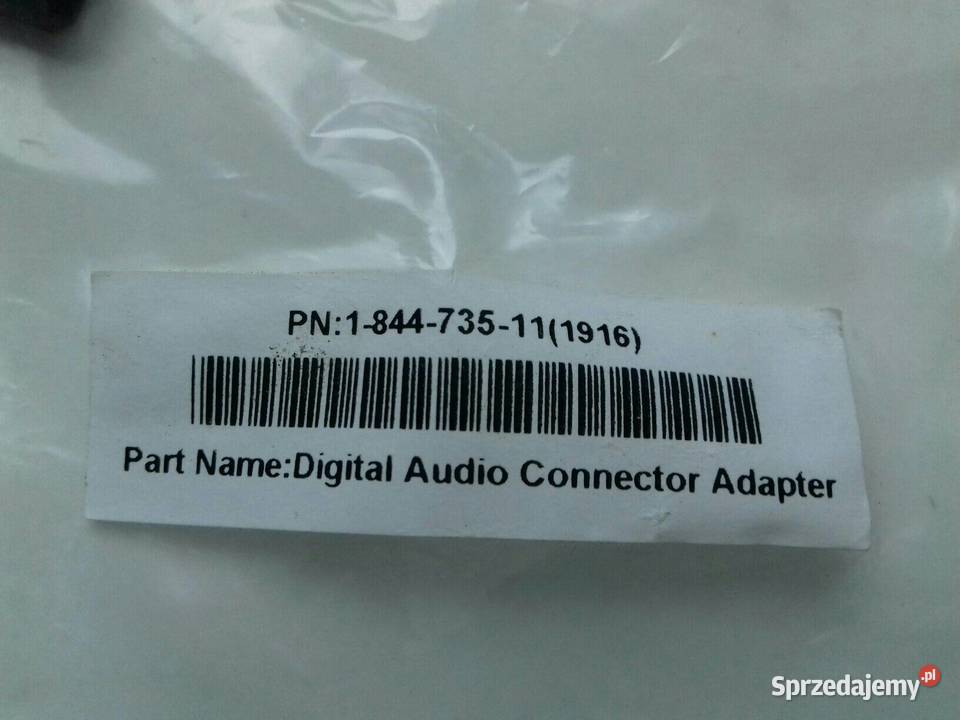 PN:1-844-735-11(1916)
Part Name:Digital Audio Connector Adapter
Sprzedajemy.pl